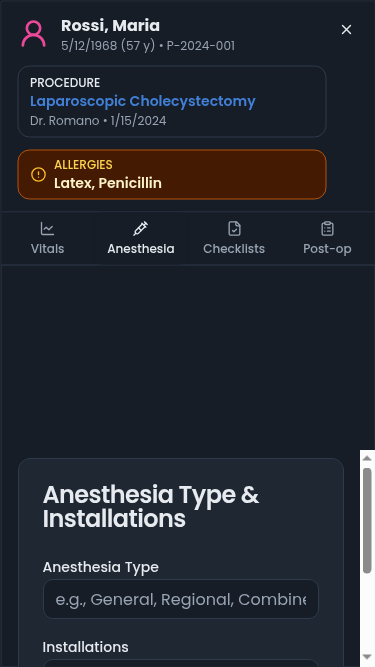 Rossi, Maria
5/12/1968 (57 y) • P-2024-001
PROCEDURE
Laparoscopic Cholecystectomy
Dr. Romano • 1/15/2024
ALLERGIES
Latex, Penicillin
Vitals
Anesthesia
Checklists
Post-op
Anesthesia Type &
Installations
Anesthesia Type
e.g., General, Regional, Combine
Installations